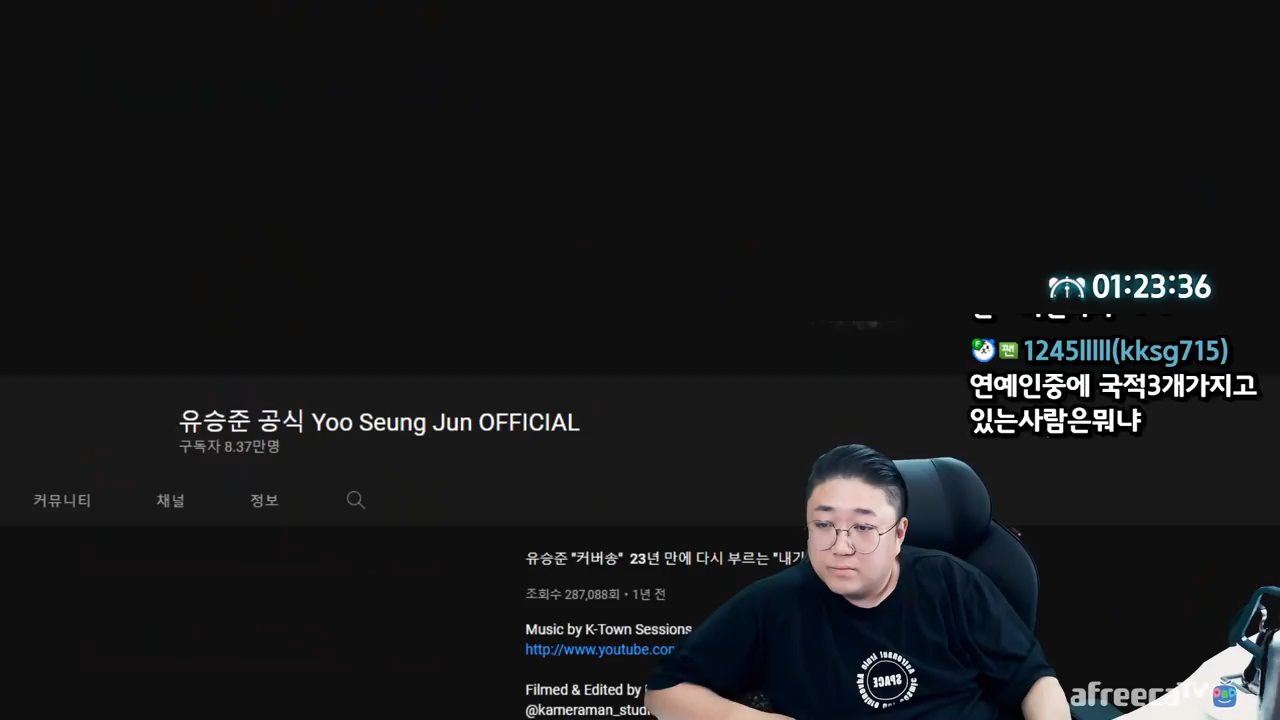 01:23:36
팬 1245lllll(kksg715)
연예인중에 국적3개가지고
있는사람은뭐냐
유승준 공식 Yoo Seung Jun OFFICIAL
구독자 8.37만명
커뮤니티 채널 정보
유승준 "커버송" 23년 만에 다시 부르는 "내가
조회수 287,088회 • 1년 전
Music by K-Town Sessions
http://www.youtube.com
Filmed & Edited by
@kameraman_stud
SPACE
afreecaTV